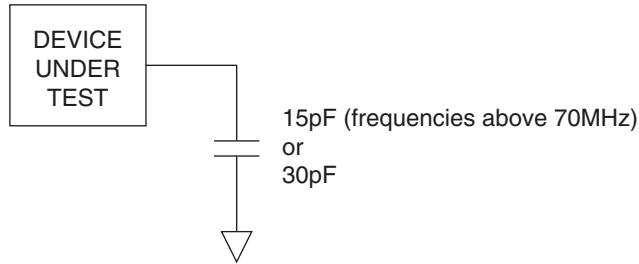 DEVICE
UNDER
TEST
15pF (frequencies above 70MHz)
or
30pF